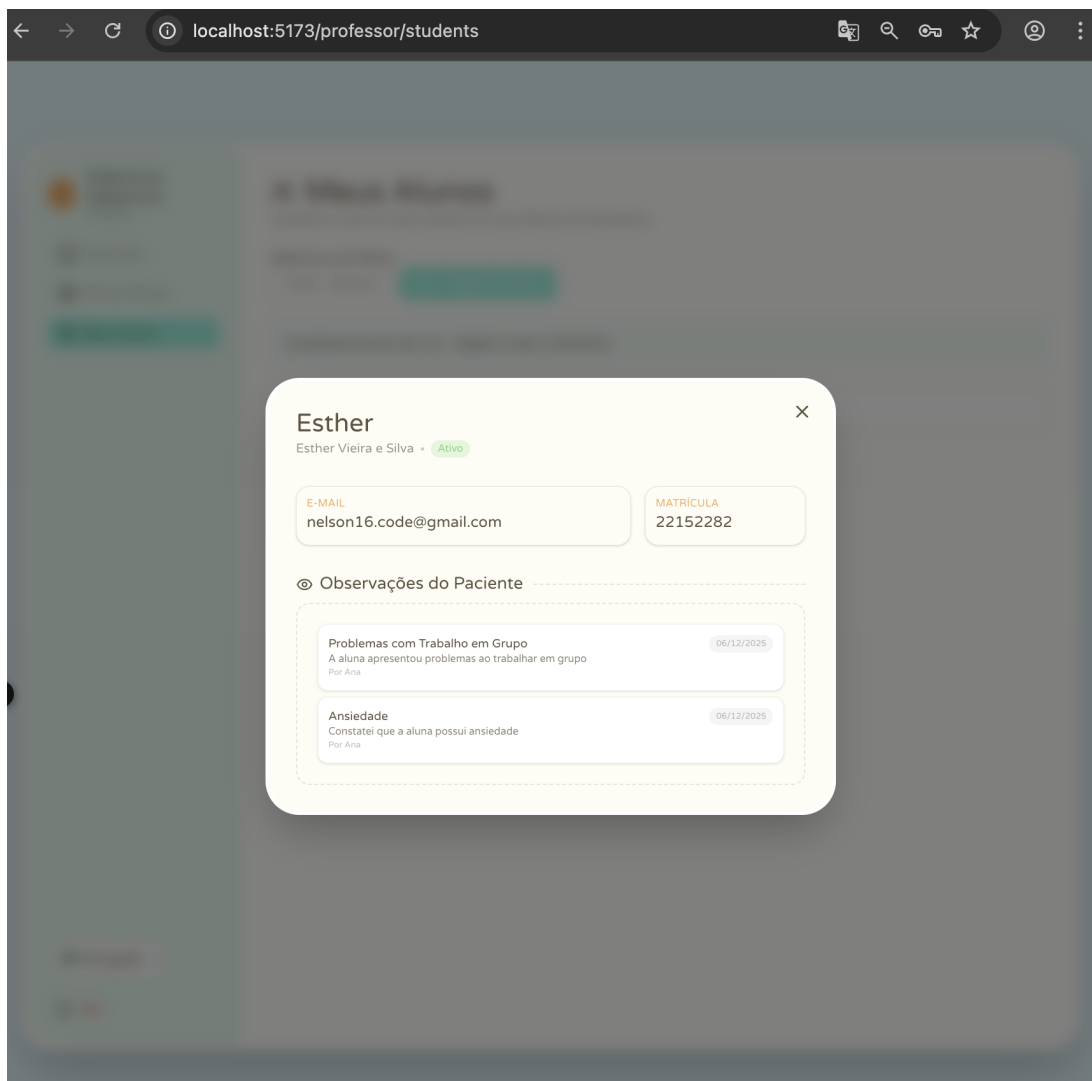 localhost:5173/professor/students
Meus Alunos
Esther
Esther Vieira e Silva • Ativo
E-MAIL
nelson16.code@gmail.com
MATRÍCULA
22152282
Observações do Paciente
Problemas com Trabalho em Grupo
06/12/2025
A aluna apresentou problemas ao trabalhar em grupo
Por Ana
Ansiedade
06/12/2025
Constatei que a aluna possui ansiedade
Por Ana